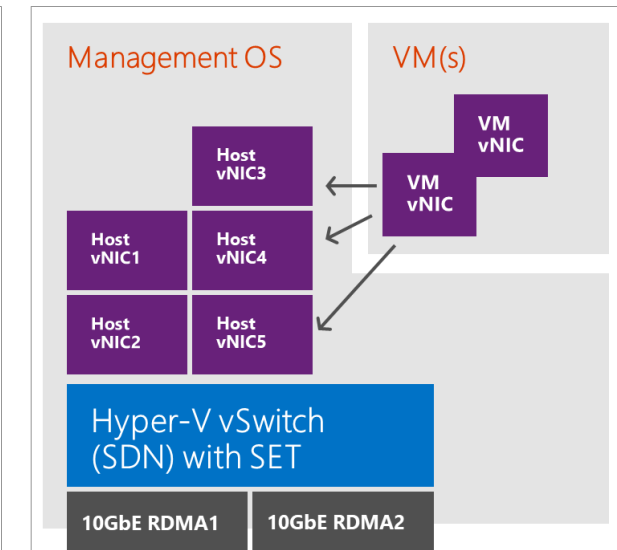 Management OS
VM(s)
VM
vNIC
VM
vNIC
Host
vNIC3
Host
vNIC1
Host
vNIC4
Host
vNIC2
Host
vNIC5
Hyper-V vSwitch
(SDN) with SET
10GbE RDMA1
10GbE RDMA2